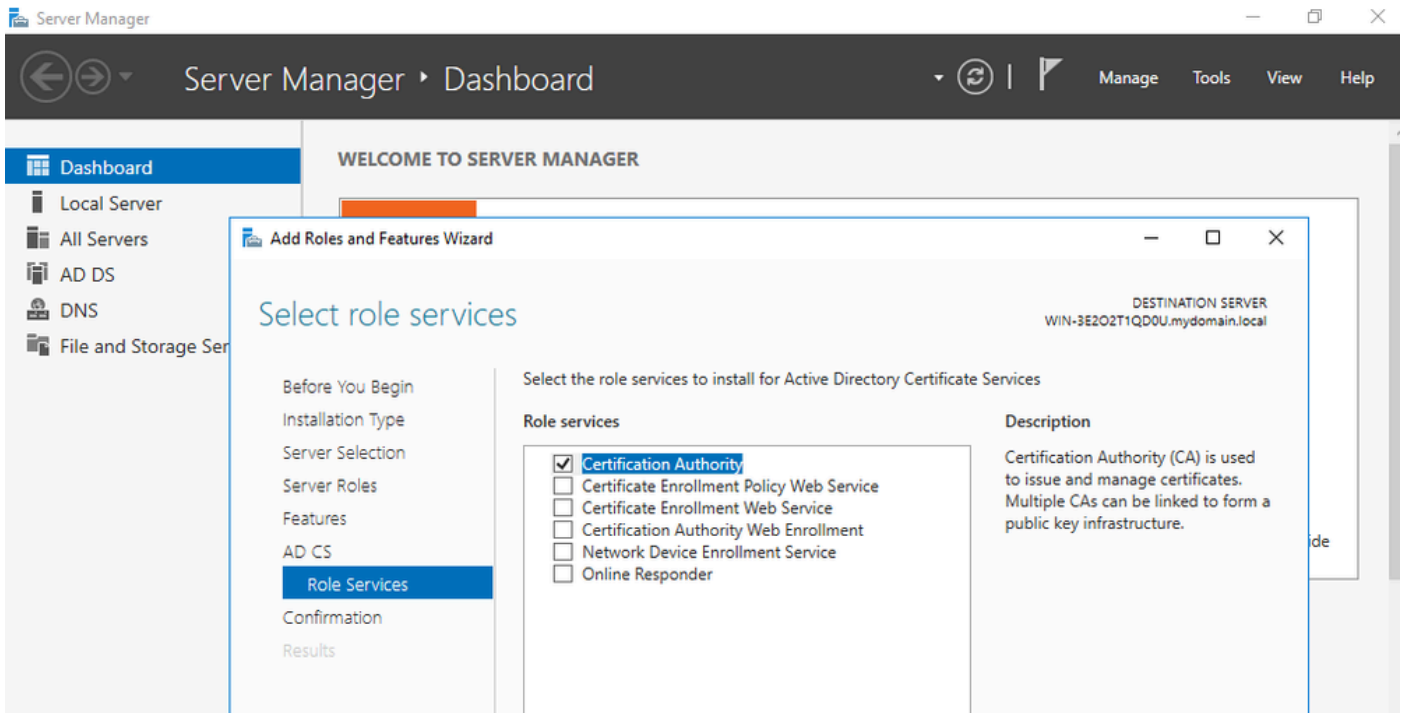 Server Manager
Server Manager ‣ Dashboard
Manage Tools View Help
Dashboard
Local Server
All Servers
AD DS
DNS
File and Storage Ser
WELCOME TO SERVER MANAGER
Add Roles and Features Wizard
Select role services
DESTINATION SERVER
WIN-3E2O2T1QD0U.mydomain.local
Before You Begin
Installation Type
Server Selection
Server Roles
Features
AD CS
Role Services
Confirmation
Results
Select the role services to install for Active Directory Certificate Services
Role services
Certification Authority
Certificate Enrollment Policy Web Service
Certificate Enrollment Web Service
Certification Authority Web Enrollment
Network Device Enrollment Service
Online Responder
Description
Certification Authority (CA) is used
to issue and manage certificates.
Multiple CAs can be linked to form a
public key infrastructure.
ide